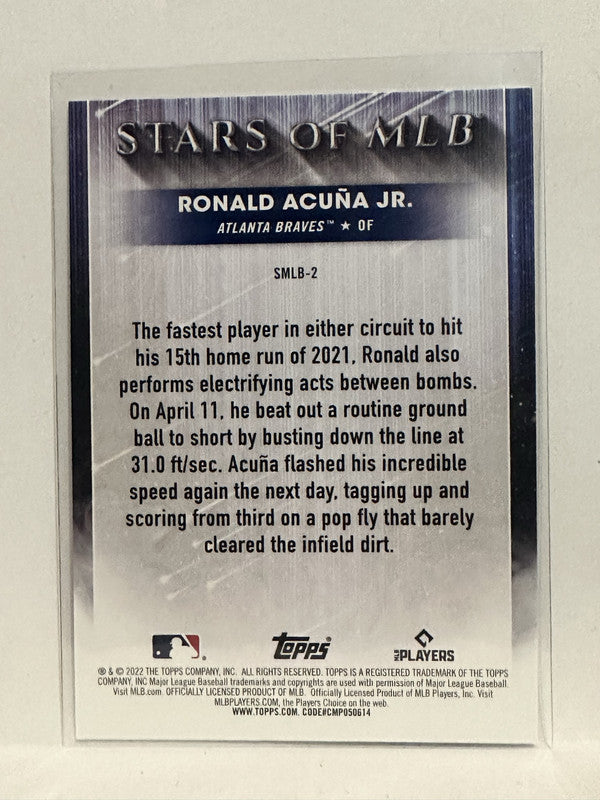 STARS OF MLB
RONALD ACUÑA JR.
ATLANTA BRAVES™ ★ OF
SMLB-2
The fastest player in either circuit to hit
his 15th home run of 2021, Ronald also
performs electrifying acts between bombs.
On April 11, he beat out a routine ground
ball to short by busting down the line at
31.0 ft/sec. Acuña flashed his incredible
speed again the next day, tagging up and
scoring from third on a pop fly that barely
cleared the infield dirt.
Topps MLB PLAYERS
® & © 2022 THE TOPPS COMPANY, INC. ALL RIGHTS RESERVED. TOPPS IS A REGISTERED TRADEMARK OF THE TOPPS
COMPANY, INC Major League Baseball trademarks and copyrights are used with permission of Major League Baseball.
Visit MLB.com. OFFICIALLY LICENSED PRODUCT OF MLB. Officially Licensed Product of MLB Players, Inc. Visit
MLBPLAYERS.COM, the Players Choice on the web.
WWW.TOPPS.COM. CODE#CMP050614